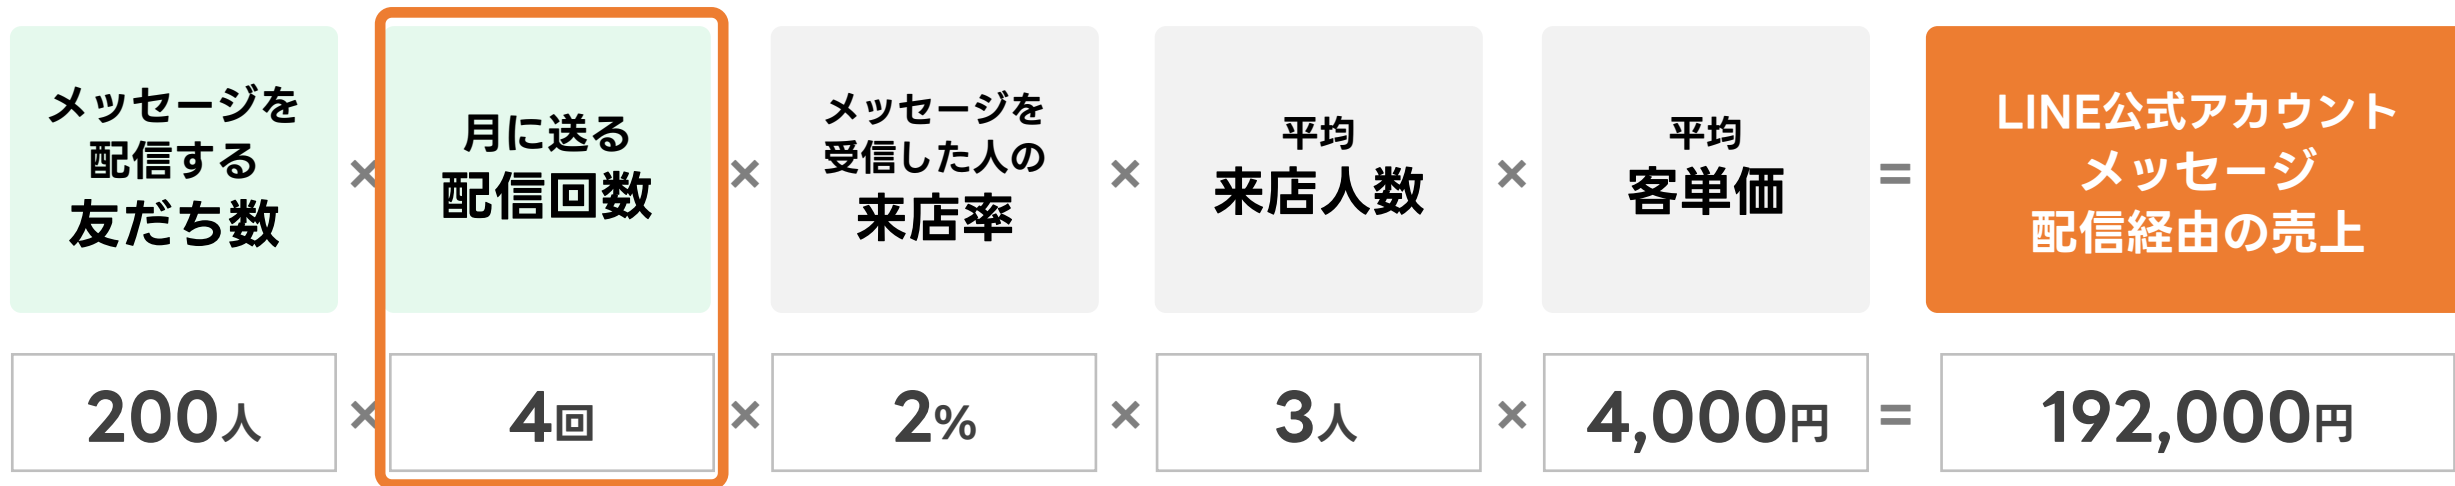 メッセージを
配信する
友だち数
×
月に送る
配信回数
×
メッセージを
受信した人の
来店率
×
平均
来店人数
×
平均
客単価
=
LINE公式アカウント
メッセージ
配信経由の売上
200人 × 4回 × 2% × 3人 × 4,000円 = 192,000円